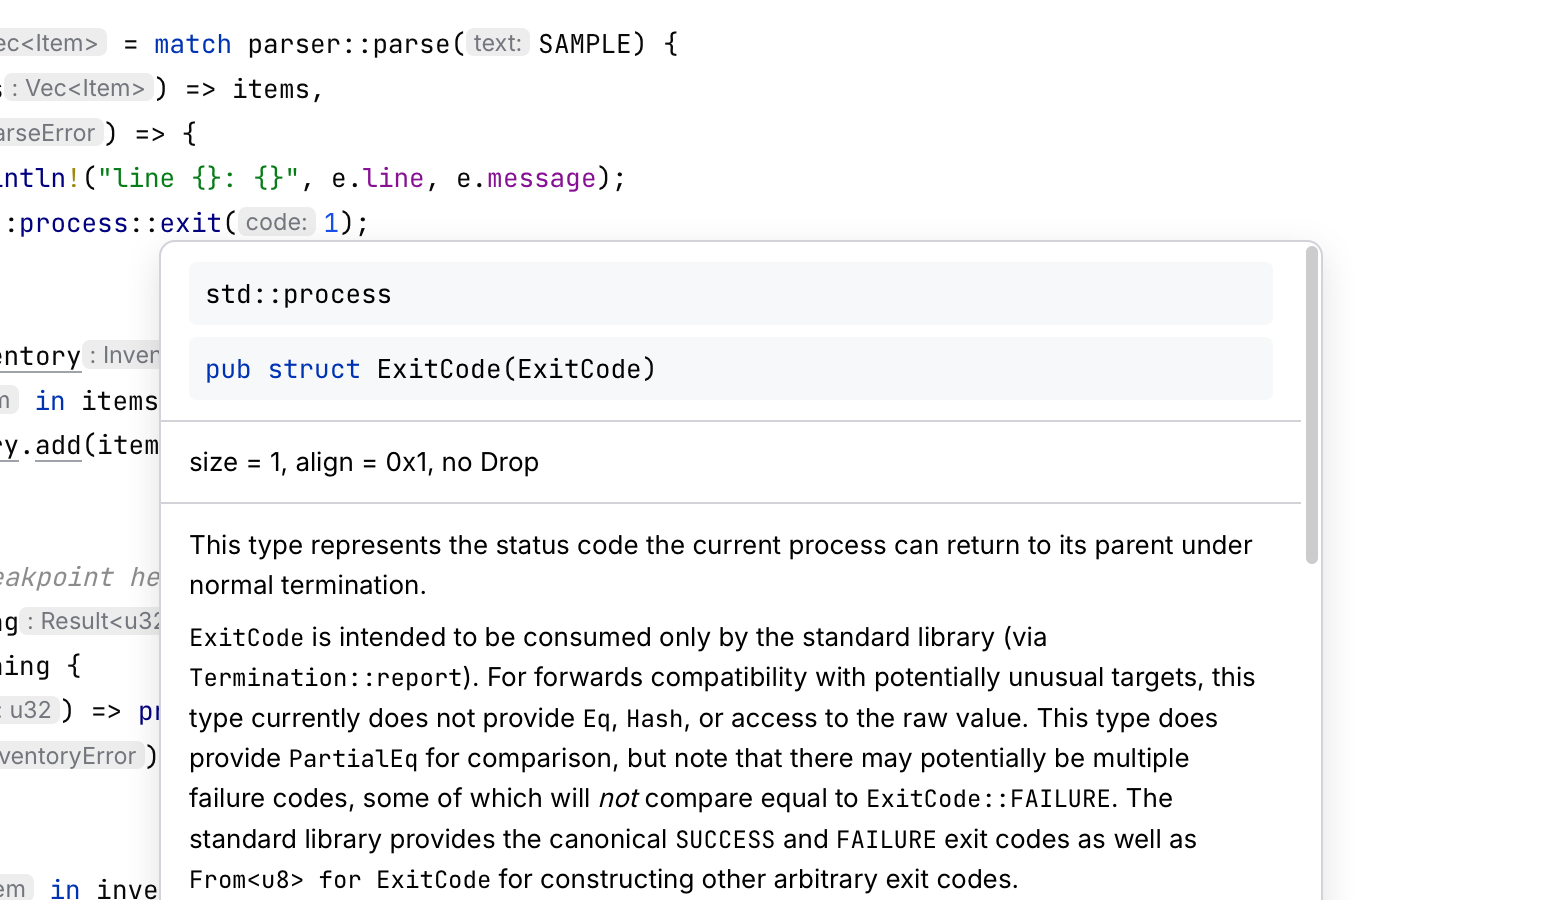 ec<Item> = match parser::parse( text: SAMPLE) {
s : Vec<Item> ) => items,
arseError ) => {
intln!("line {}: {}", e.line, e.message);
::process::exit( code: 1);
std::process
pub struct ExitCode(ExitCode)
entory : Inven
m in items
ry.add(item
size = 1, align = 0x1, no Drop
This type represents the status code the current process can return to its parent under
normal termination.
eakpoint he
ng : Result<u32
ning {
: u32 ) => pr
ventoryError )
ExitCode is intended to be consumed only by the standard library (via
Termination::report). For forwards compatibility with potentially unusual targets, this
type currently does not provide Eq, Hash, or access to the raw value. This type does
provide PartialEq for comparison, but note that there may potentially be multiple
failure codes, some of which will not compare equal to ExitCode::FAILURE. The
standard library provides the canonical SUCCESS and FAILURE exit codes as well as
From<u8> for ExitCode for constructing other arbitrary exit codes.
em in inve